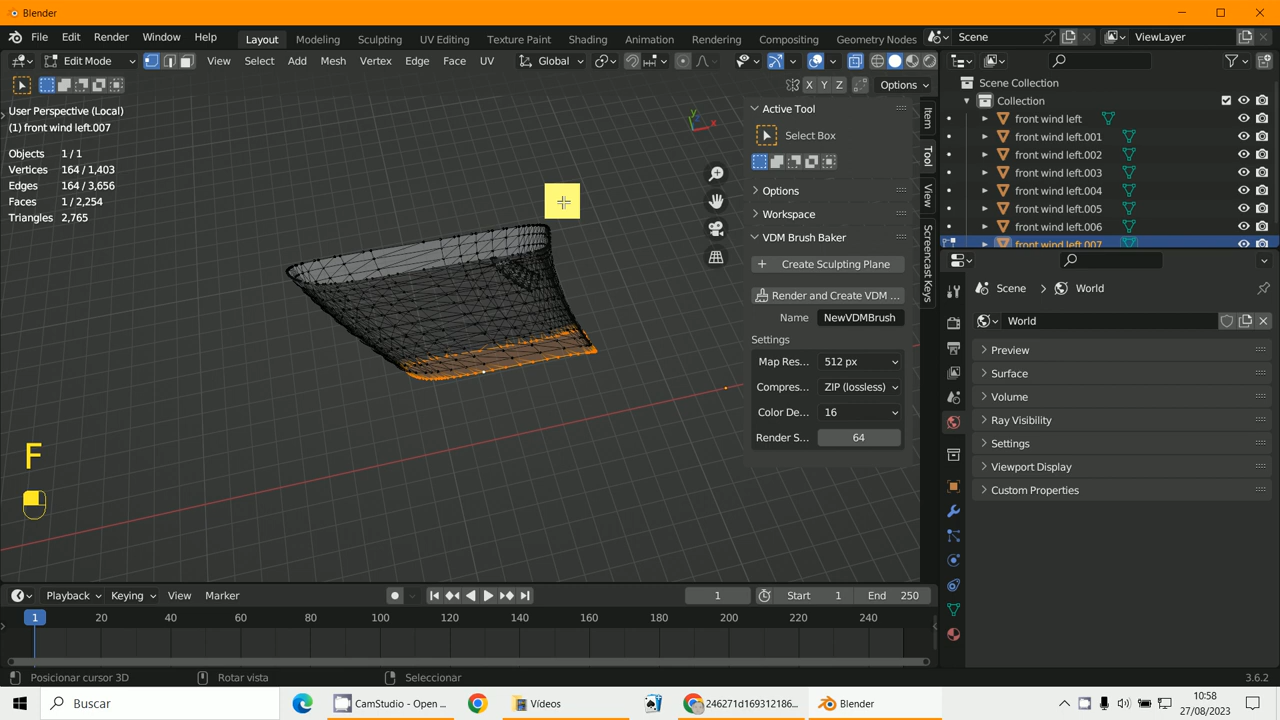 Blender
File Edit Render Window Help Layout Modeling Sculpting UV Editing Texture Paint Shading Animation Rendering Compositing Geometry Nodes Scene ViewLayer
Edit Mode View Select Add Mesh Vertex Edge Face UV Global
X Y Z Options
User Perspective (Local)
(1) front wind left.007
Objects 1 / 1
Vertices 164 / 1,403
Edges 164 / 3,656
Faces 1 / 2,254
Triangles 2,765
Y
X
F
Active Tool
Select Box
Options
Workspace
VDM Brush Baker
Create Sculpting Plane
Render and Create VDM ...
Name NewVDMBrush
Settings
Map Res... 512 px
Compres... ZIP (lossless)
Color De... 16
Render S... 64
Item
Tool
View
Screencast Keys
Scene Collection
Collection
front wind left
front wind left.001
front wind left.002
front wind left.003
front wind left.004
front wind left.005
front wind left.006
front wind left.007
Scene World
World
Preview
Surface
Volume
Ray Visibility
Settings
Viewport Display
Custom Properties
Playback Keying View Marker 1 Start 1 End 250
1 20 40 60 80 100 120 140 160 180 200 220 240
Posicionar cursor 3D Rotar vista Seleccionar 3.6.2
Buscar CamStudio - Open ... Vídeos 246271d169312186... Blender 10:58
27/08/2023